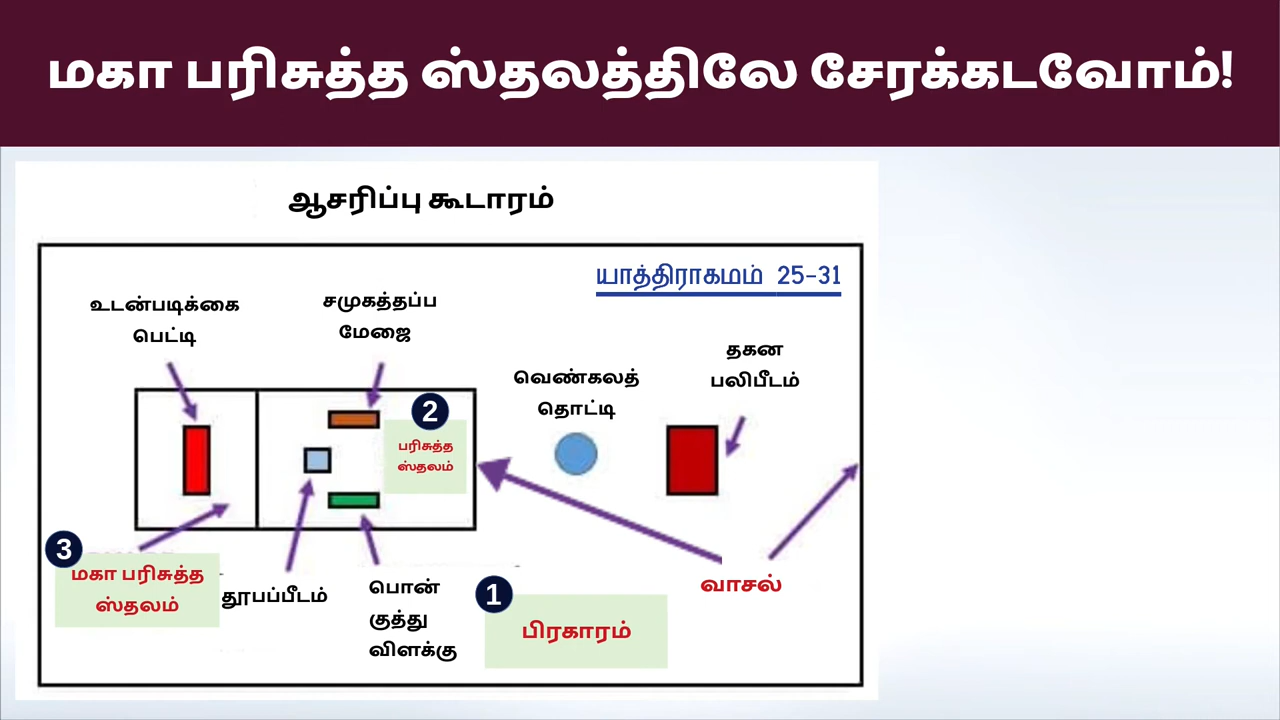 மகா பரிசுத்த ஸ்தலத்திலே சேரக்கடவோம்!
ஆசரிப்பு கூடாரம்
யாத்திராகமம் 25-31
உடன்படிக்கை
பெட்டி
சமுகத்தப்ப
மேஜை
தகன
பலிபீடம்
வெண்கலத்
தொட்டி
2
பரிசுத்த
ஸ்தலம்
3
மகா பரிசுத்த
ஸ்தலம்
தூபப்பீடம்
பொன்
குத்து
விளக்கு
1
பிரகாரம்
வாசல்